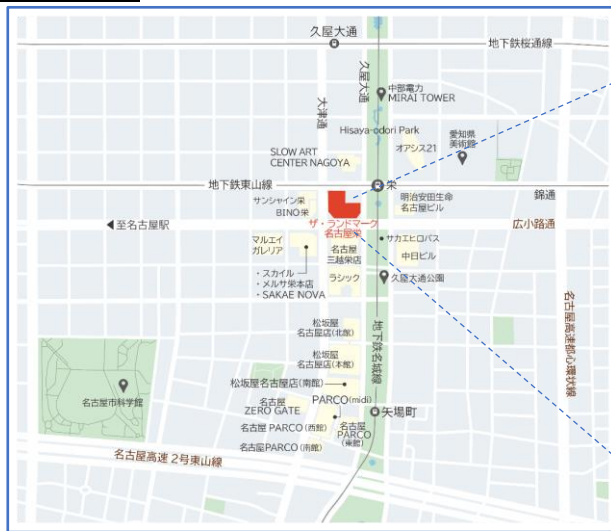 久屋大通
地下鉄桜通線
久屋大通
中部電力
MIRAI TOWER
大津通
Hisaya-odori Park
愛知県
美術館
オアシス21
SLOW ART
CENTER NAGOYA
地下鉄東山線
栄
錦通
サンシャイン栄
BINO栄
明治安田生命
名古屋ビル
ザ・ランドマーク
名古屋栄
◀至名古屋駅
広小路通
マルエイ
ガレリア
名古屋
三越栄店
サカエヒロバス
中日ビル
・スカイル
・メルサ栄本店
・SAKAE NOVA
ラシック
久屋大通公園
名古屋高速都心環状線
松坂屋
名古屋店(北館)
地下鉄名城線
松坂屋
名古屋店(本館)
松坂屋名古屋店(南館)
名古屋市科学館
PARCO(midi)
名古屋
ZERO GATE
矢場町
名古屋 PARCO(西館)
名古屋
PARCO
(東館)
名古屋PARCO(南館)
名古屋高速2号東山線